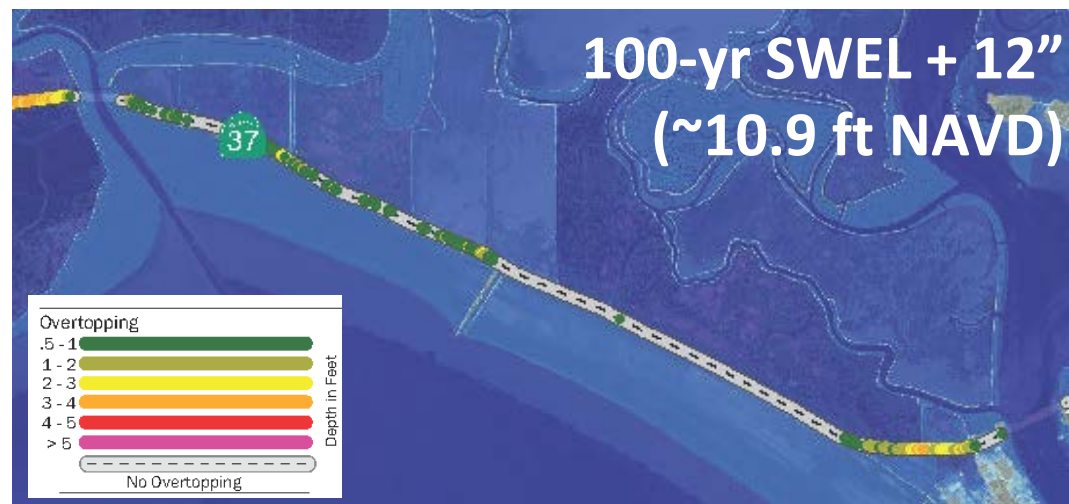 100-yr SWEL + 12”
(~10.9 ft NAVD)
37
Overtopping
.5 - 1
1 - 2
2 - 3
3 - 4
4 - 5
> 5
Depth in Feet
No Overtopping